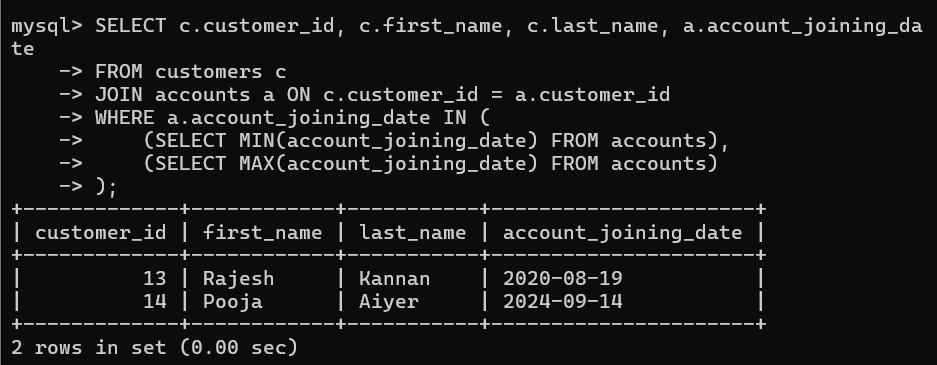 mysql> SELECT c.customer_id, c.first_name, c.last_name, a.account_joining_da
te
    -> FROM customers c
    -> JOIN accounts a ON c.customer_id = a.customer_id
    -> WHERE a.account_joining_date IN (
    ->     (SELECT MIN(account_joining_date) FROM accounts),
    ->     (SELECT MAX(account_joining_date) FROM accounts)
    -> );
+-------------+------------+-----------+----------------------+
| customer_id | first_name | last_name | account_joining_date |
+-------------+------------+-----------+----------------------+
|          13 | Rajesh     | Kannan    | 2020-08-19           |
|          14 | Pooja      | Aiyer     | 2024-09-14           |
+-------------+------------+-----------+----------------------+
2 rows in set (0.00 sec)